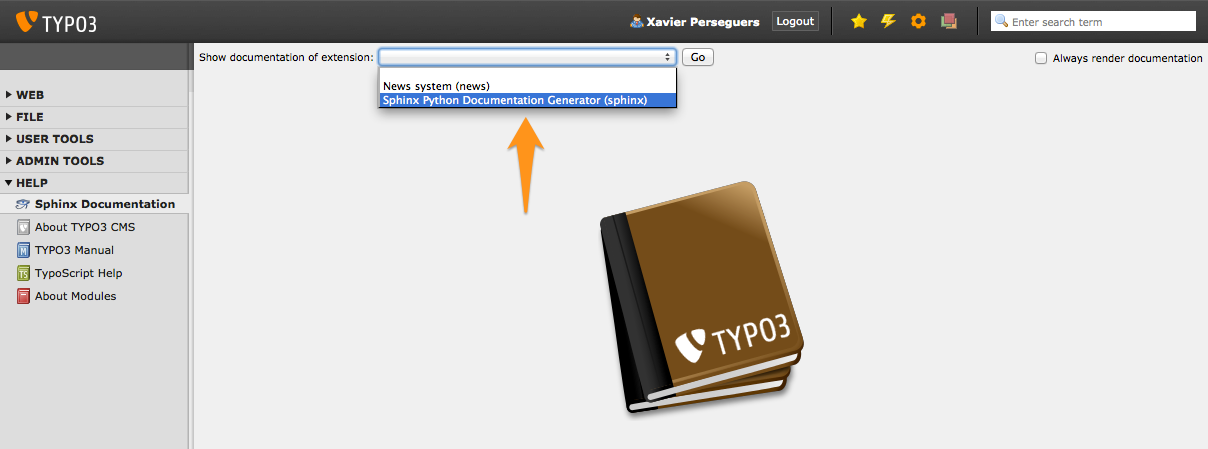 TYPO3
Xavier Perseguers
Logout
Enter search term
Show documentation of extension:
Go
Always render documentation
News system (news)
Sphinx Python Documentation Generator (sphinx)
WEB
FILE
USER TOOLS
ADMIN TOOLS
HELP
Sphinx Documentation
About TYPO3 CMS
M TYPO3 Manual
TS TypoScript Help
About Modules
TYPO3